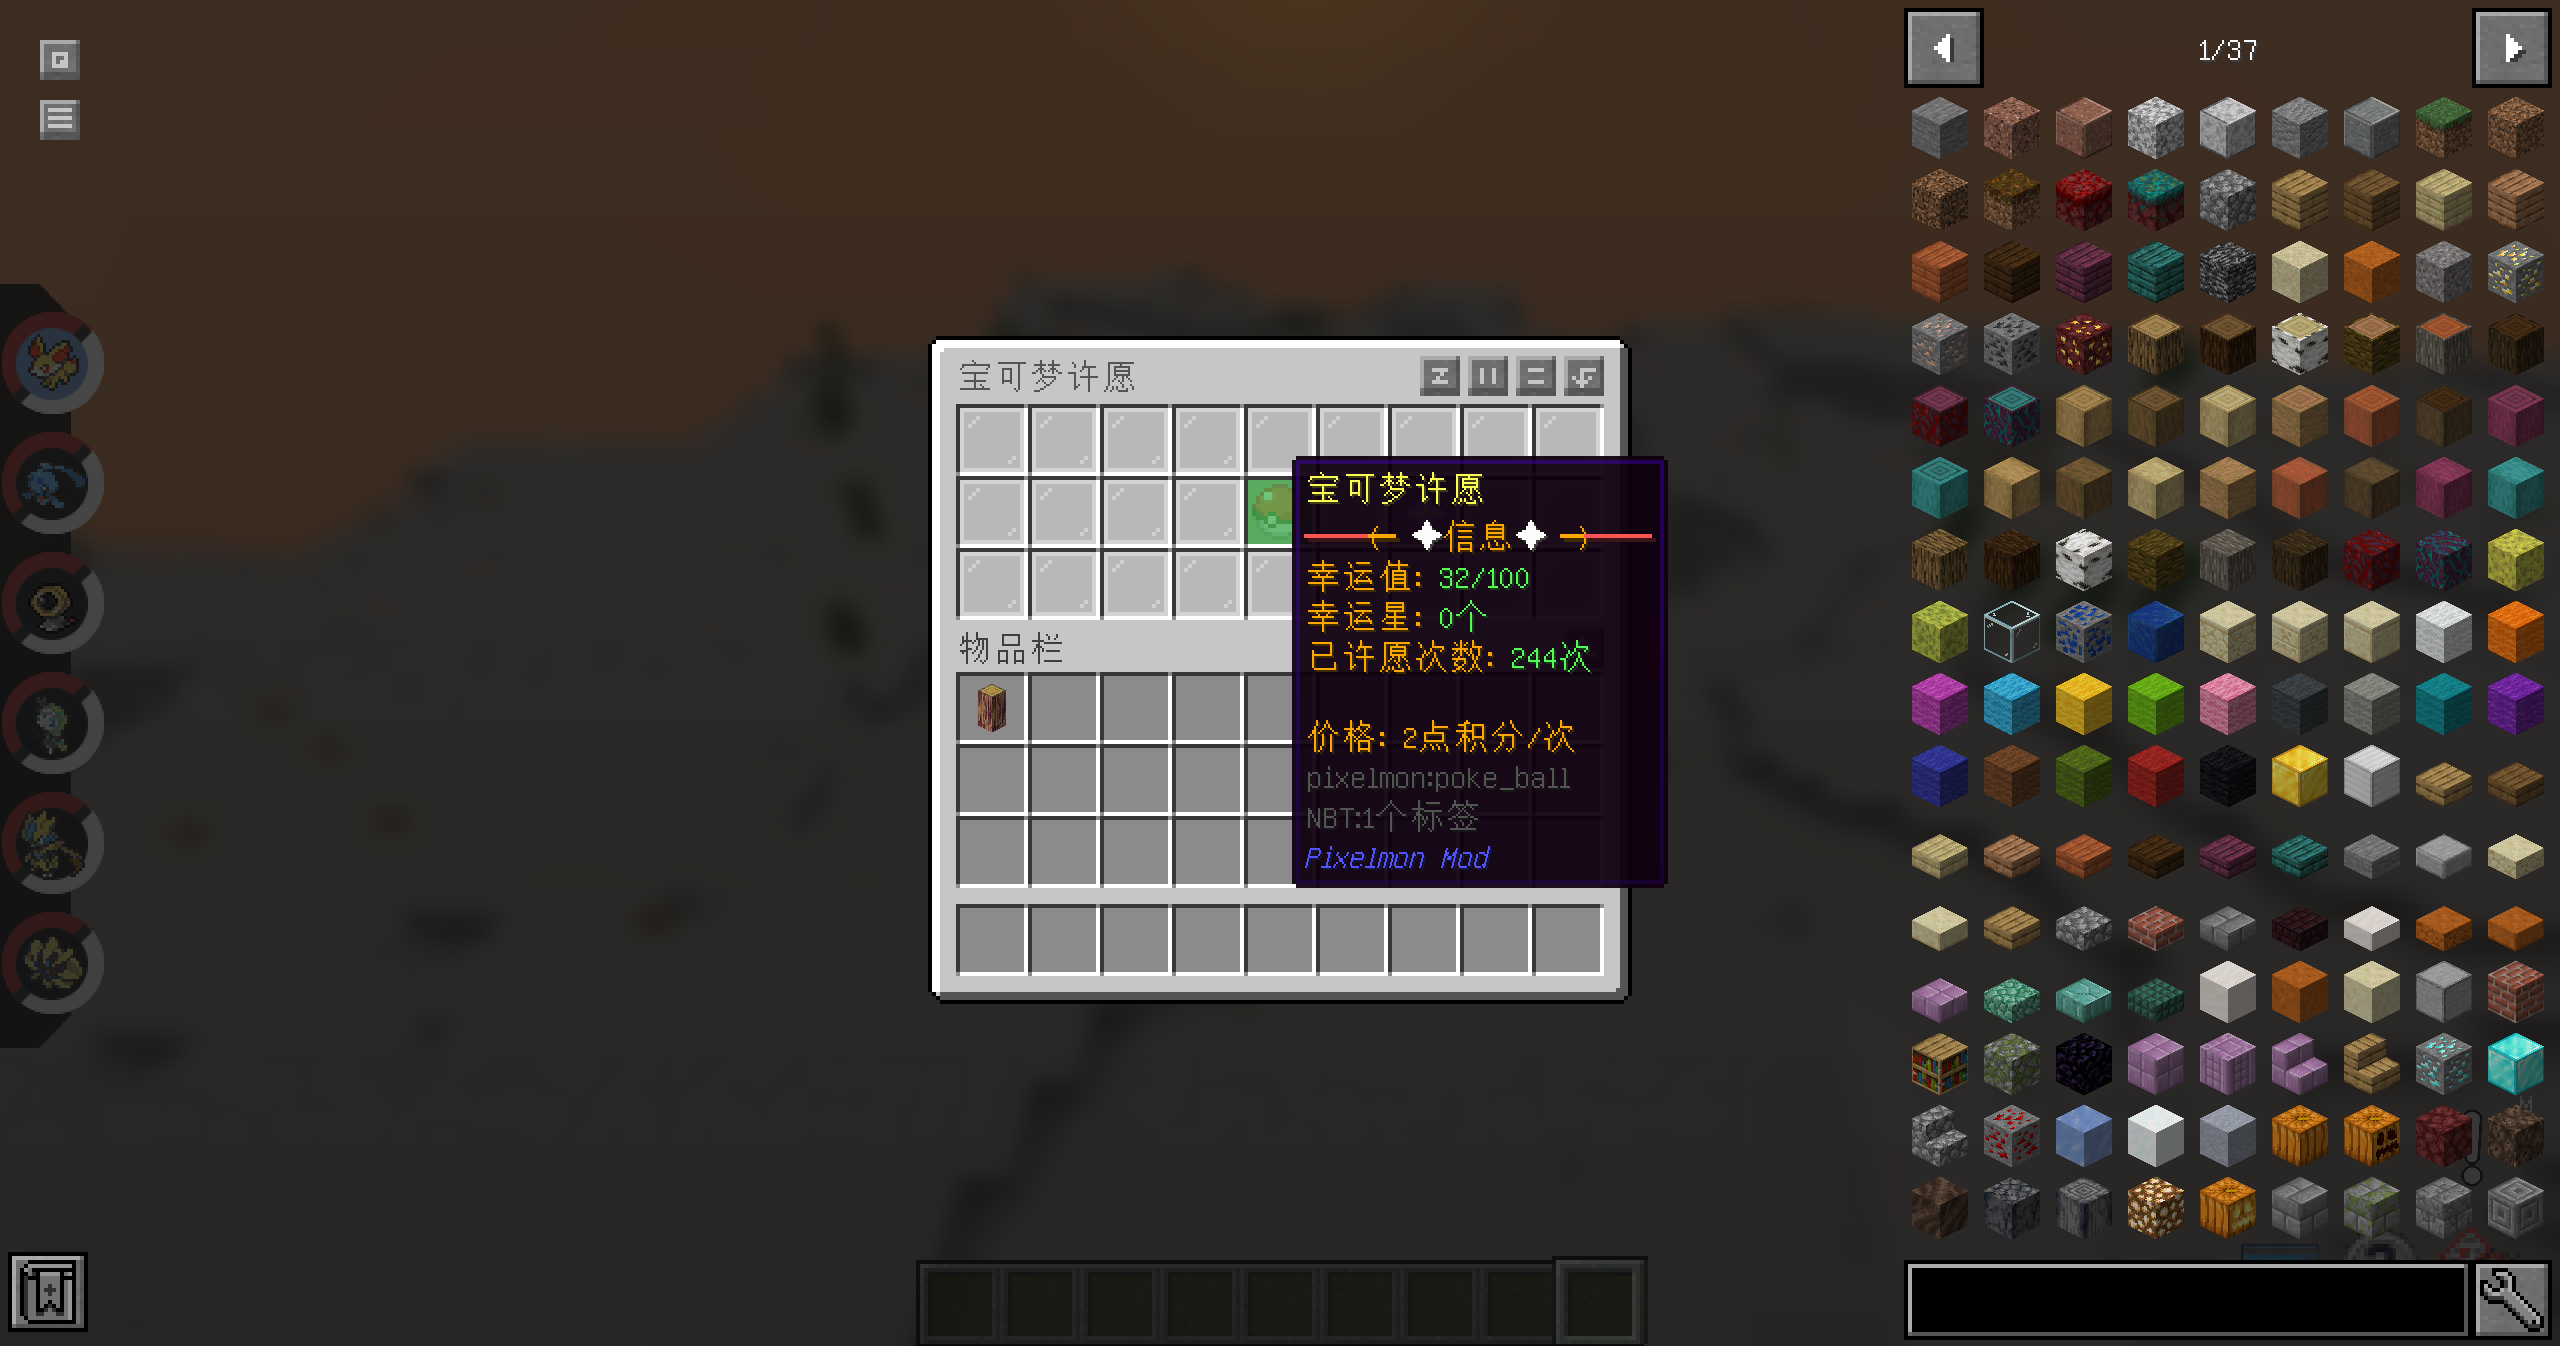 1/37
宝可梦许愿
宝可梦许愿
信息
幸运值: 32/100
幸运星: 0个
已许愿次数: 244次
物品栏
价格: 2点积分/次
pixelmon:poke_ball
NBT:1个标签
Pixelmon Mod